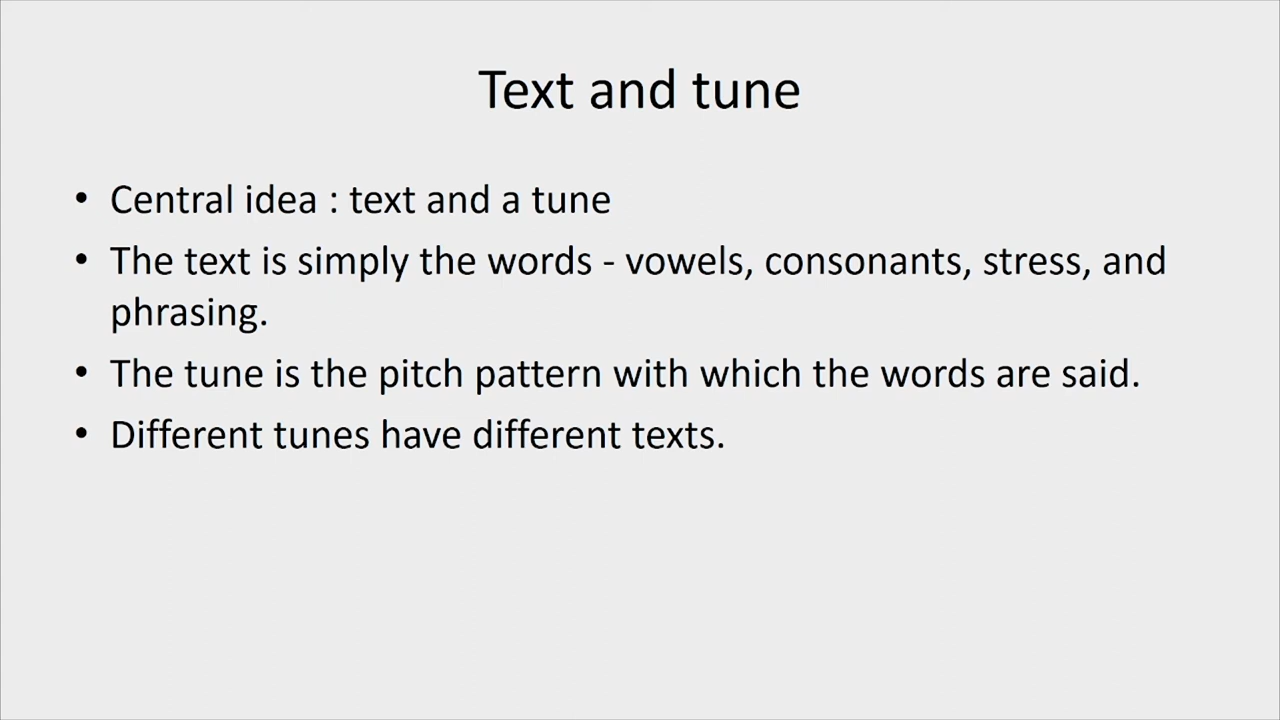 Text and tune
• Central idea : text and a tune
• The text is simply the words - vowels, consonants, stress, and
phrasing.
• The tune is the pitch pattern with which the words are said.
• Different tunes have different texts.